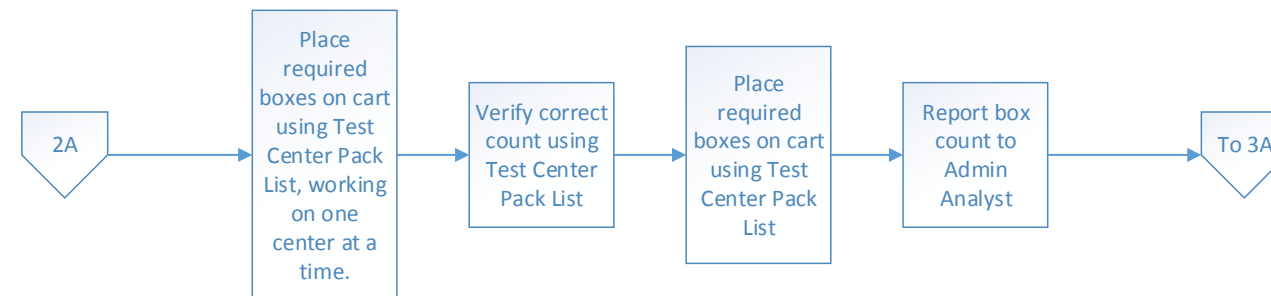 2A
Place
required
boxes on cart
using Test
Center Pack
List, working
on one
center at a
time.
Verify correct
count using
Test Center
Pack List
Place
required
boxes on cart
using Test
Center Pack
List
Report box
count to
Admin
Analyst
To 3A